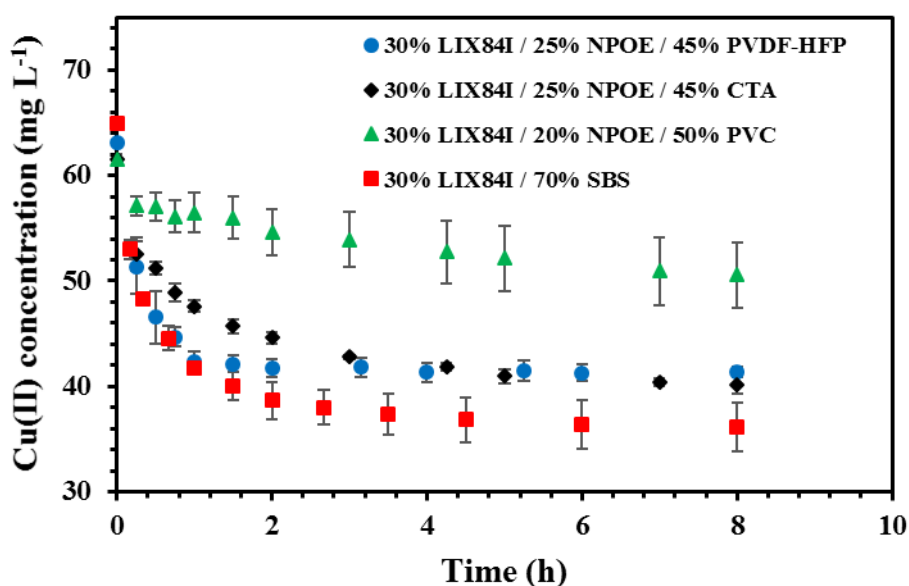 30% LIX84I / 25% NPOE / 45% PVDF-HFP
30% LIX84I / 25% NPOE / 45% CTA
30% LIX84I / 20% NPOE / 50% PVC
30% LIX84I / 70% SBS
Cu(II) concentration (mg L⁻¹)
70
60
50
40
30
0 2 4 6 8 10
Time (h)